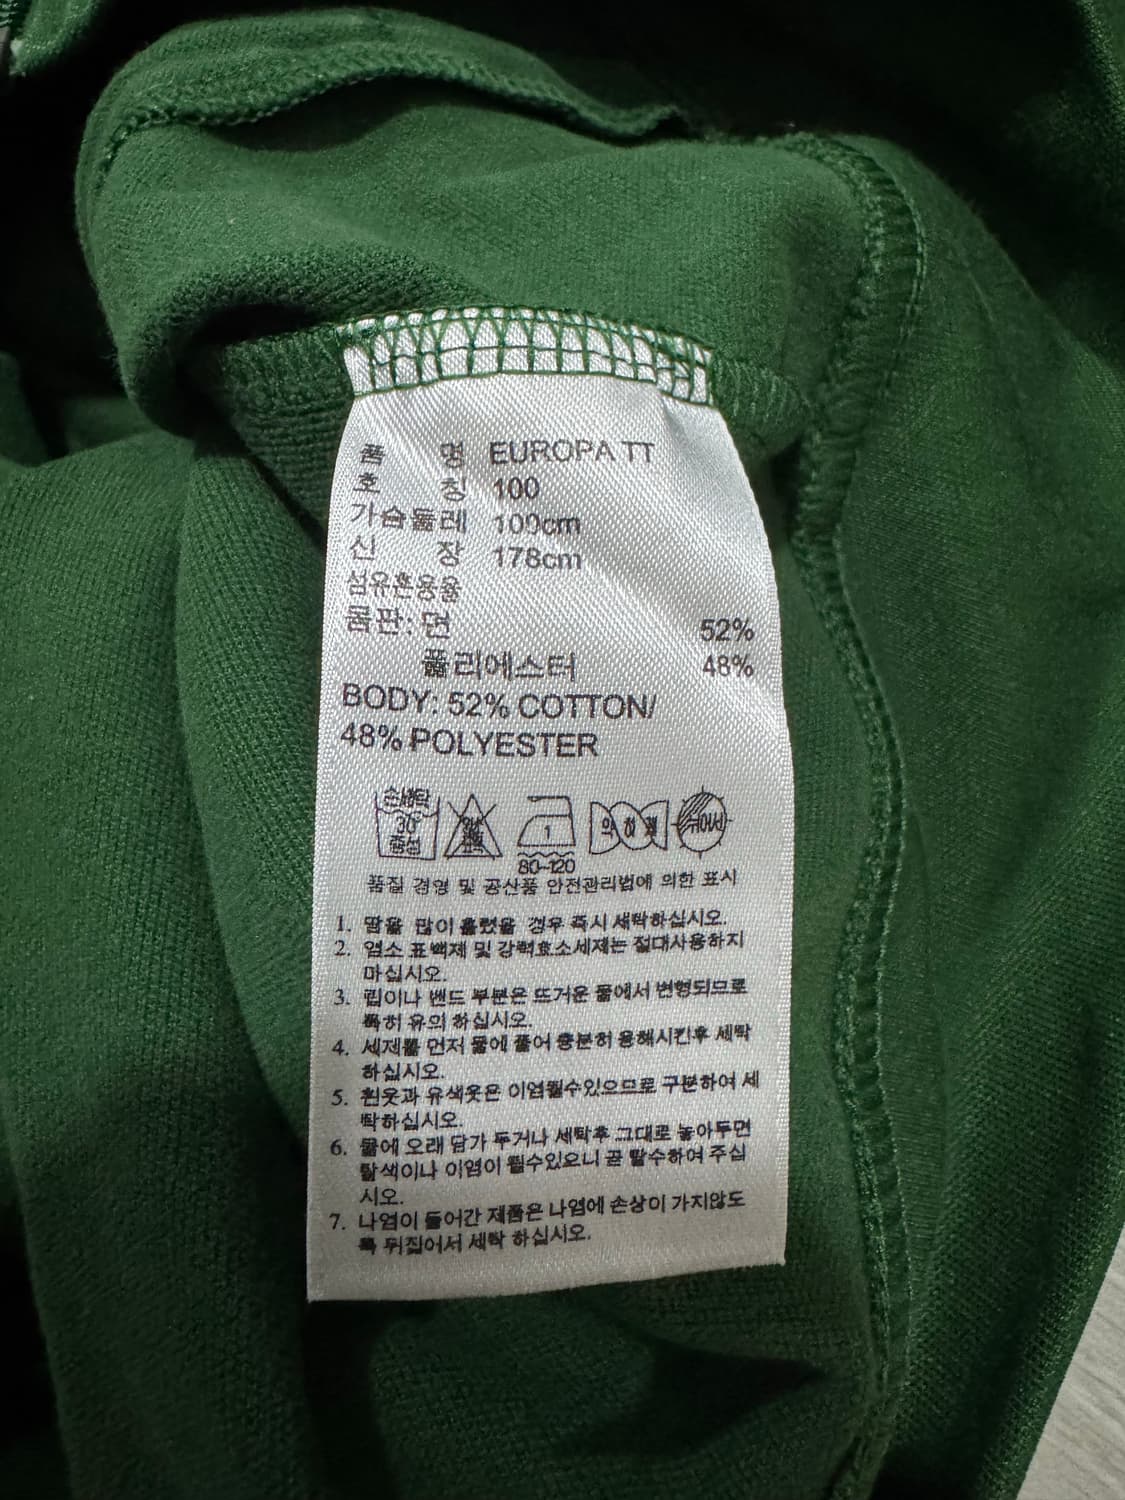 품 명 EUROPA TT
호 칭 100
가슴둘레 100cm
신 장 178cm
섬유혼용율
몸판: 면 52%
폴리에스터 48%
BODY: 52% COTTON/
48% POLYESTER
손세탁
30°
중성
1
80~120
품질 경영 및 공산품 안전관리법에 의한 표시
1. 땀을 많이 흘렸을 경우 즉시 세탁하십시오.
2. 염소 표백제 및 강력효소세제는 절대사용하지
마십시오.
3. 립이나 밴드 부분은 뜨거운 물에서 변형되므로
특히 유의 하십시오.
4. 세제를 먼저 물에 풀어 충분히 용해시킨후 세탁
하십시오.
5. 흰옷과 유색옷은 이염될수있으므로 구분하여 세
탁하십시오.
6. 물에 오래 담가 두거나 세탁후 그대로 놓아두면
탈색이나 이염이 될수있으니 곧 탈수하여 주십
시오.
7. 나염이 들어간 제품은 나염에 손상이 가지않도
록 뒤집어서 세탁 하십시오.